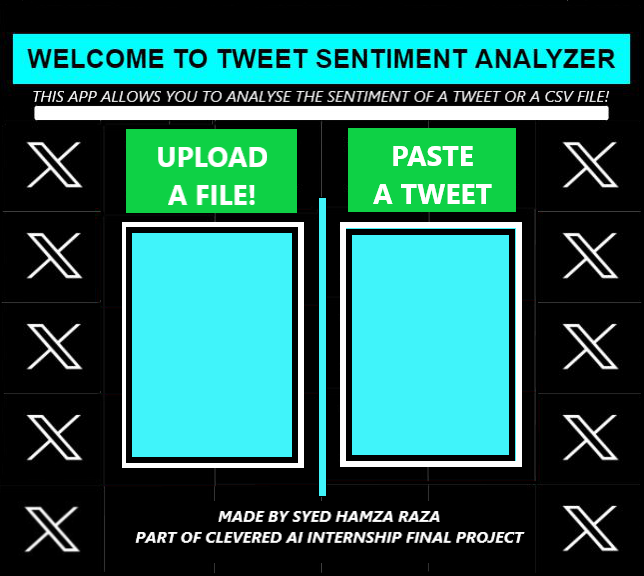 WELCOME TO TWEET SENTIMENT ANALYZER
THIS APP ALLOWS YOU TO ANALYSE THE SENTIMENT OF A TWEET OR A CSV FILE!
UPLOAD
A FILE!
PASTE
A TWEET
MADE BY SYED HAMZA RAZA
PART OF CLEVERED AI INTERNSHIP FINAL PROJECT